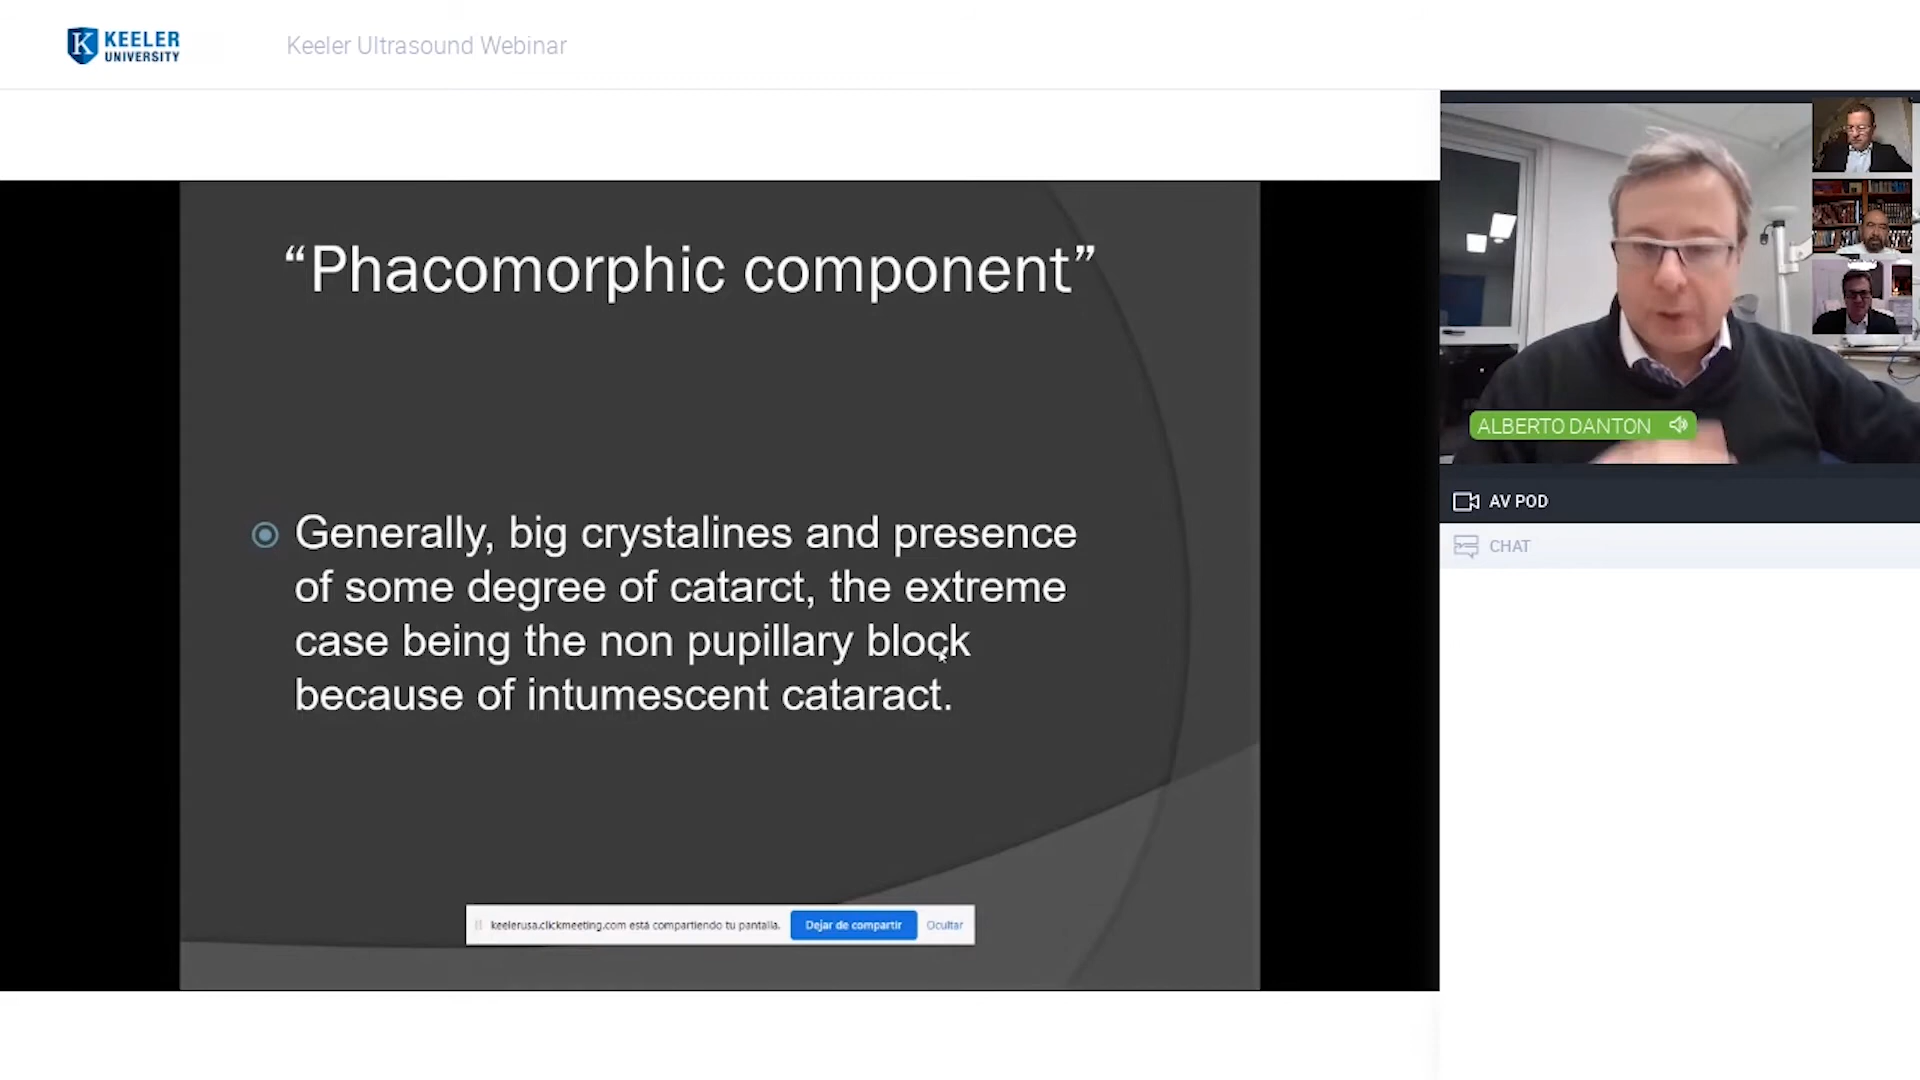 KEELER
UNIVERSITY
Keeler Ultrasound Webinar
“Phacomorphic component”
Generally, big crystalines and presence
of some degree of catarct, the extreme
case being the non pupillary block
because of intumescent cataract.
keelerusa.clickmeeting.com está compartiendo tu pantalla.
Dejar de compartir
Ocultar
ALBERTO DANTON
AV POD
CHAT